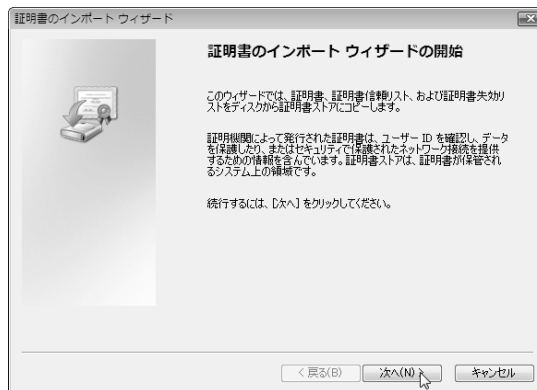 証明書のインポート ウィザード
証明書のインポート ウィザードの開始
このウィザードでは、証明書、証明書信頼リスト、および証明書失効リ
ストをディスクから証明書ストアにコピーします。
証明機関によって発行された証明書は、ユーザー ID を確認し、データ
を保護したり、またはセキュリティで保護されたネットワーク接続を提供
するための情報を含んでいます。証明書ストアは、証明書が保管され
るシステム上の領域です。
続行するには、[次へ] をクリックしてください。
< 戻る(B)
次へ(N) >
キャンセル